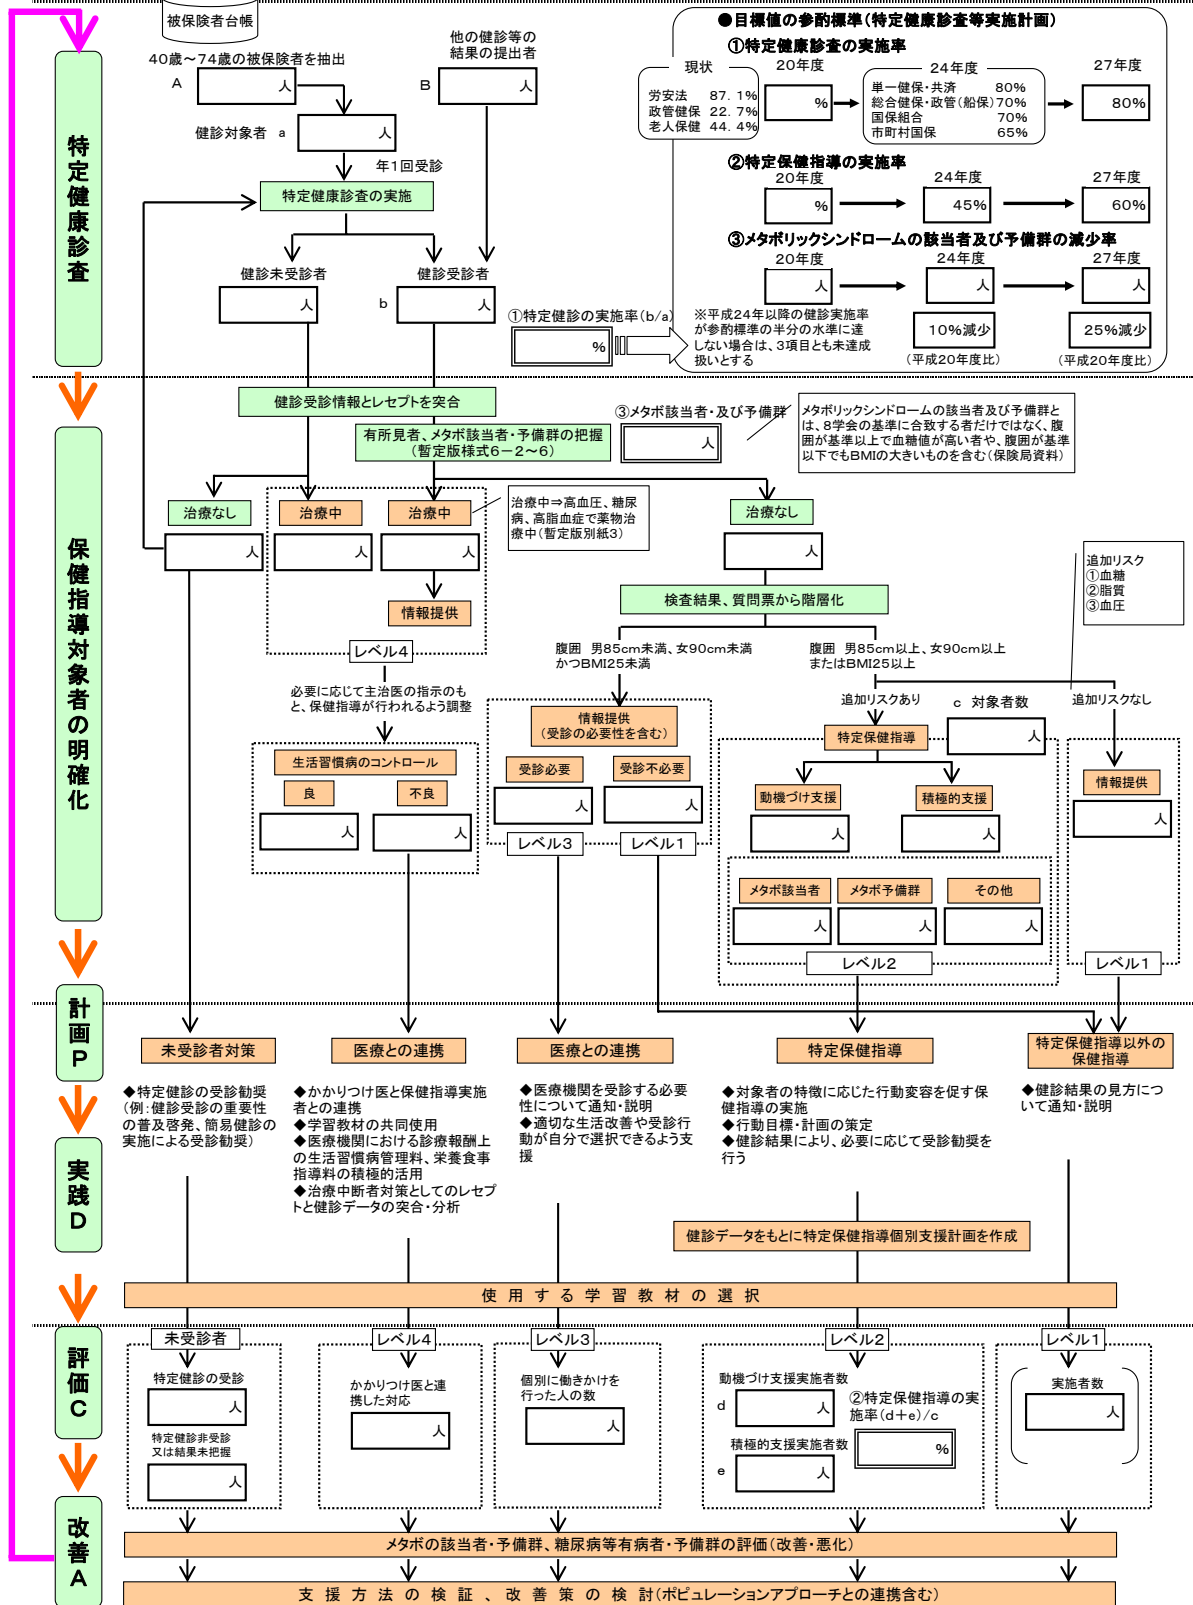 被保険者台帳
40歳～74歳の被保険者を抽出
A
人
他の健診等の
結果の提出者
B
人
健診対象者 a
人
年1回受診
特定健康診査の実施
健診未受診者
人
健診受診者
b
人
①特定健診の実施率(b/a)
%
●目標値の参酌標準(特定健康診査等実施計画)
①特定健康診査の実施率
現状
労安法 87.1%
政管健保 22.7%
老人保健 44.4%
20年度
%
24年度
単一健保・共済 80%
総合健保・政管(船保)70%
国保組合 70%
市町村国保 65%
27年度
80%
②特定保健指導の実施率
20年度
%
24年度
45%
27年度
60%
③メタボリックシンドロームの該当者及び予備群の減少率
20年度
人
24年度
人
27年度
人
※平成24年以降の健診実施率
が参酌標準の半分の水準に達
しない場合は、3項目とも未達成
扱いとする
10%減少
(平成20年度比)
25%減少
(平成20年度比)
特定健康診査
健診受診情報とレセプトを突合
有所見者、メタボ該当者・予備群の把握
(暫定版様式6－2～6)
③メタボ該当者・及び予備群
人
メタボリックシンドロームの該当者及び予備群と
は、8学会の基準に合致する者だけではなく、腹
囲が基準以上で血糖値が高い者や、腹囲が基準
以下でもBMIの大きいものを含む(保険局資料)
保健指導対象者の明確化
治療なし
人
治療中
人
治療中
人
情報提供
レベル4
治療中⇒高血圧、糖尿
病、高脂血症で薬物治
療中(暫定版別紙3)
治療なし
人
検査結果、質問票から階層化
追加リスク
①血糖
②脂質
③血圧
腹囲 男85cm未満、女90cm未満
かつBMI25未満
腹囲 男85cm以上、女90cm以上
またはBMI25以上
必要に応じて主治医の指示のも
と、保健指導が行われるよう調整
生活習慣病のコントロール
良
人
不良
人
情報提供
(受診の必要性を含む)
受診必要
人
受診不必要
人
レベル3
レベル1
追加リスクあり
c 対象者数
人
追加リスクなし
特定保健指導
動機づけ支援
人
積極的支援
人
メタボ該当者
人
メタボ予備群
人
その他
人
レベル2
情報提供
人
レベル1
計画P
未受診者対策
医療との連携
医療との連携
特定保健指導
特定保健指導以外の
保健指導
◆特定健診の受診勧奨
(例:健診受診の重要性
の普及啓発、簡易健診の
実施による受診勧奨)
◆かかりつけ医と保健指導実施
者との連携
◆学習教材の共同使用
◆医療機関における診療報酬上
の生活習慣病管理料、栄養食事
指導料の積極的活用
◆治療中断者対策としてのレセプ
トと健診データの突合・分析
◆医療機関を受診する必要
性について通知・説明
◆適切な生活改善や受診行
動が自分で選択できるよう支
援
◆対象者の特徴に応じた行動変容を促す保
健指導の実施
◆行動目標・計画の策定
◆健診結果により、必要に応じて受診勧奨を
行う
◆健診結果の見方につ
いて通知・説明
実践D
健診データをもとに特定保健指導個別支援計画を作成
使用する学習教材の選択
評価C
未受診者
特定健診の受診
人
特定健診非受診
又は結果未把握
人
レベル4
かかりつけ医と連
携した対応
人
レベル3
個別に働きかけを
行った人の数
人
レベル2
動機づけ支援実施者数
d
人
積極的支援実施者数
e
人
②特定保健指導の実
施率(d+e)/c
%
レベル1
実施者数
人
改善A
メタボの該当者・予備群、糖尿病等有病者・予備群の評価(改善・悪化)
支援方法の検証、改善策の検討(ポピュレーションアプローチとの連携含む)